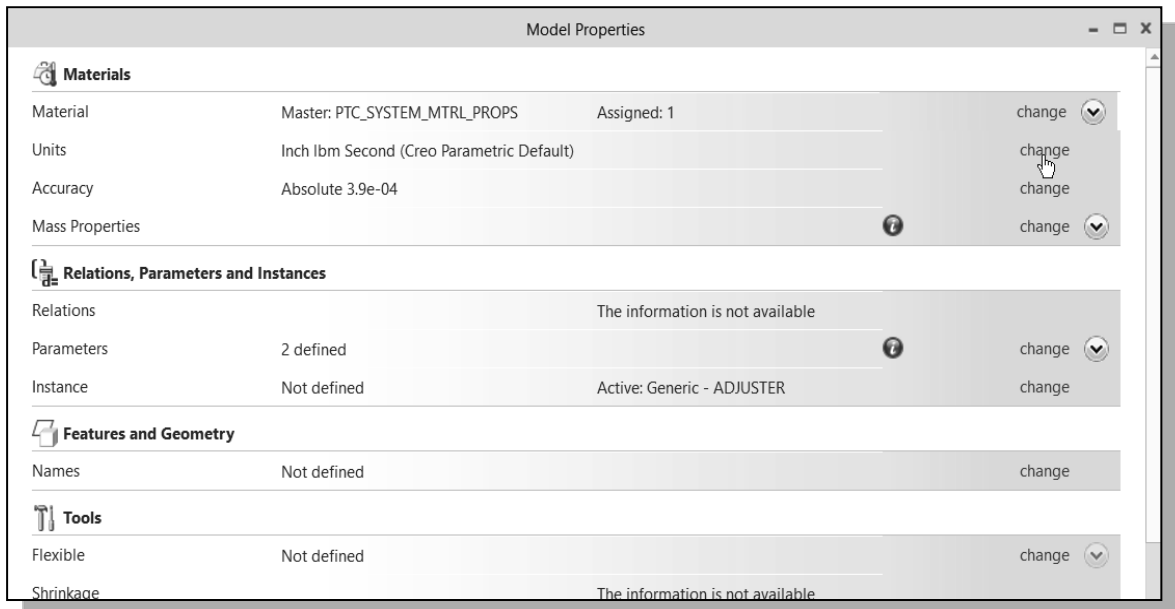 Model Properties
Materials
Material Master: PTC_SYSTEM_MTRL_PROPS Assigned: 1 change
Units Inch lbm Second (Creo Parametric Default) change
Accuracy Absolute 3.9e-04 change
Mass Properties change
Relations, Parameters and Instances
Relations The information is not available
Parameters 2 defined change
Instance Not defined Active: Generic - ADJUSTER change
Features and Geometry
Names Not defined change
Tools
Flexible Not defined change
Shrinkage The information is not available